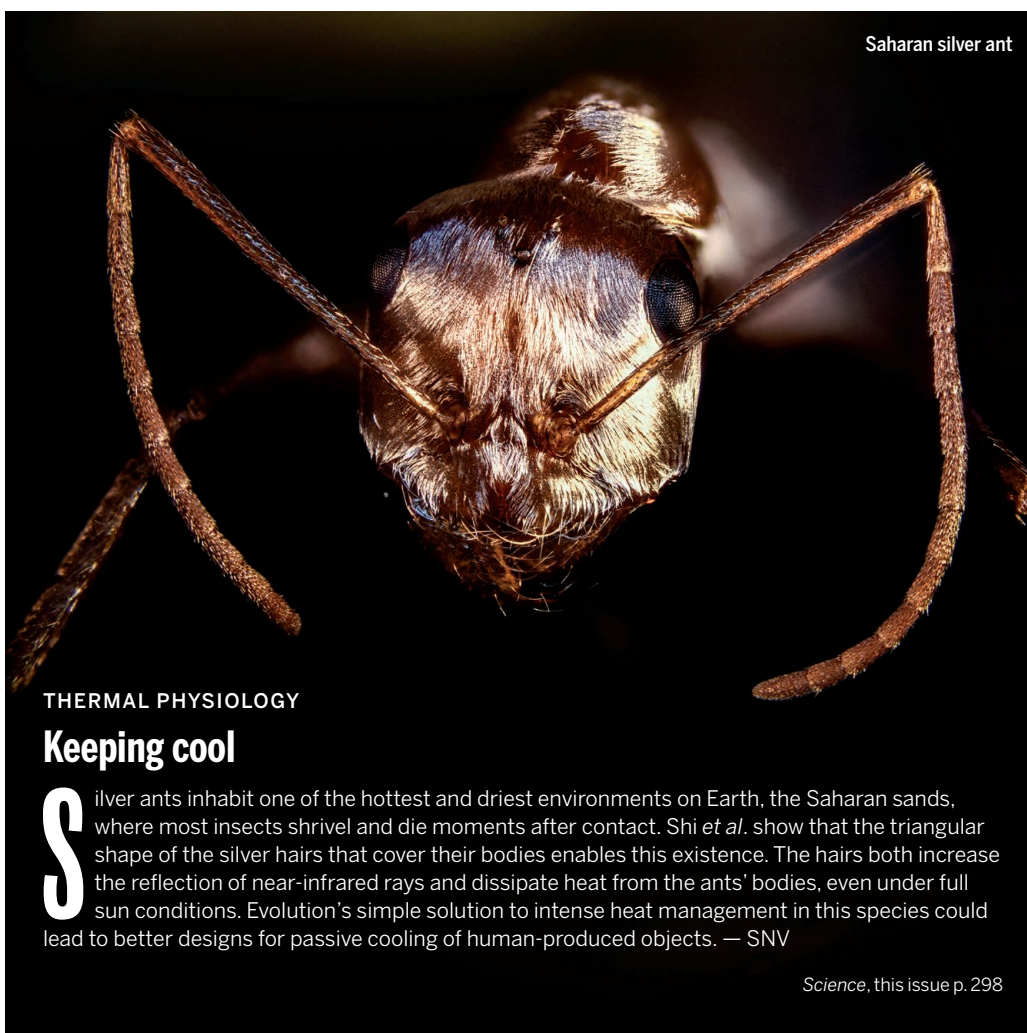 Saharan silver ant
THERMAL PHYSIOLOGY
Keeping cool
Silver ants inhabit one of the hottest and driest environments on Earth, the Saharan sands,
where most insects shrivel and die moments after contact. Shi et al. show that the triangular
shape of the silver hairs that cover their bodies enables this existence. The hairs both increase
the reflection of near-infrared rays and dissipate heat from the ants’ bodies, even under full
sun conditions. Evolution’s simple solution to intense heat management in this species could
lead to better designs for passive cooling of human-produced objects. — SNV
Science, this issue p. 298